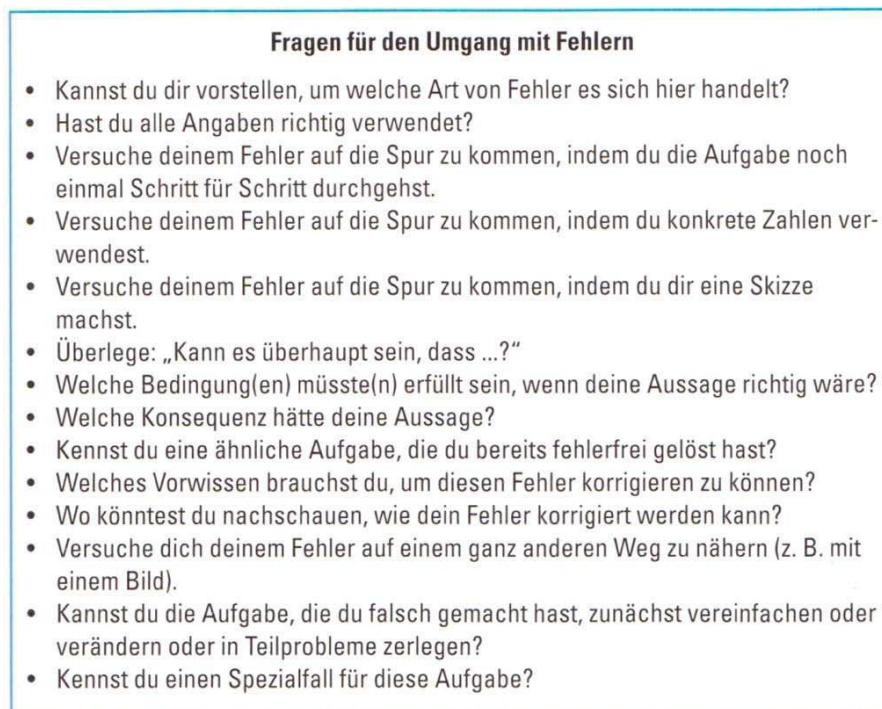 Fragen für den Umgang mit Fehlern
• Kannst du dir vorstellen, um welche Art von Fehler es sich hier handelt?
• Hast du alle Angaben richtig verwendet?
• Versuche deinem Fehler auf die Spur zu kommen, indem du die Aufgabe noch
einmal Schritt für Schritt durchgehst.
• Versuche deinem Fehler auf die Spur zu kommen, indem du konkrete Zahlen ver-
wendest.
• Versuche deinem Fehler auf die Spur zu kommen, indem du dir eine Skizze
machst.
• Überlege: „Kann es überhaupt sein, dass ...?“
• Welche Bedingung(en) müsste(n) erfüllt sein, wenn deine Aussage richtig wäre?
• Welche Konsequenz hätte deine Aussage?
• Kennst du eine ähnliche Aufgabe, die du bereits fehlerfrei gelöst hast?
• Welches Vorwissen brauchst du, um diesen Fehler korrigieren zu können?
• Wo könntest du nachschauen, wie dein Fehler korrigiert werden kann?
• Versuche dich deinem Fehler auf einem ganz anderen Weg zu nähern (z. B. mit
einem Bild).
• Kannst du die Aufgabe, die du falsch gemacht hast, zunächst vereinfachen oder
verändern oder in Teilprobleme zerlegen?
• Kennst du einen Spezialfall für diese Aufgabe?